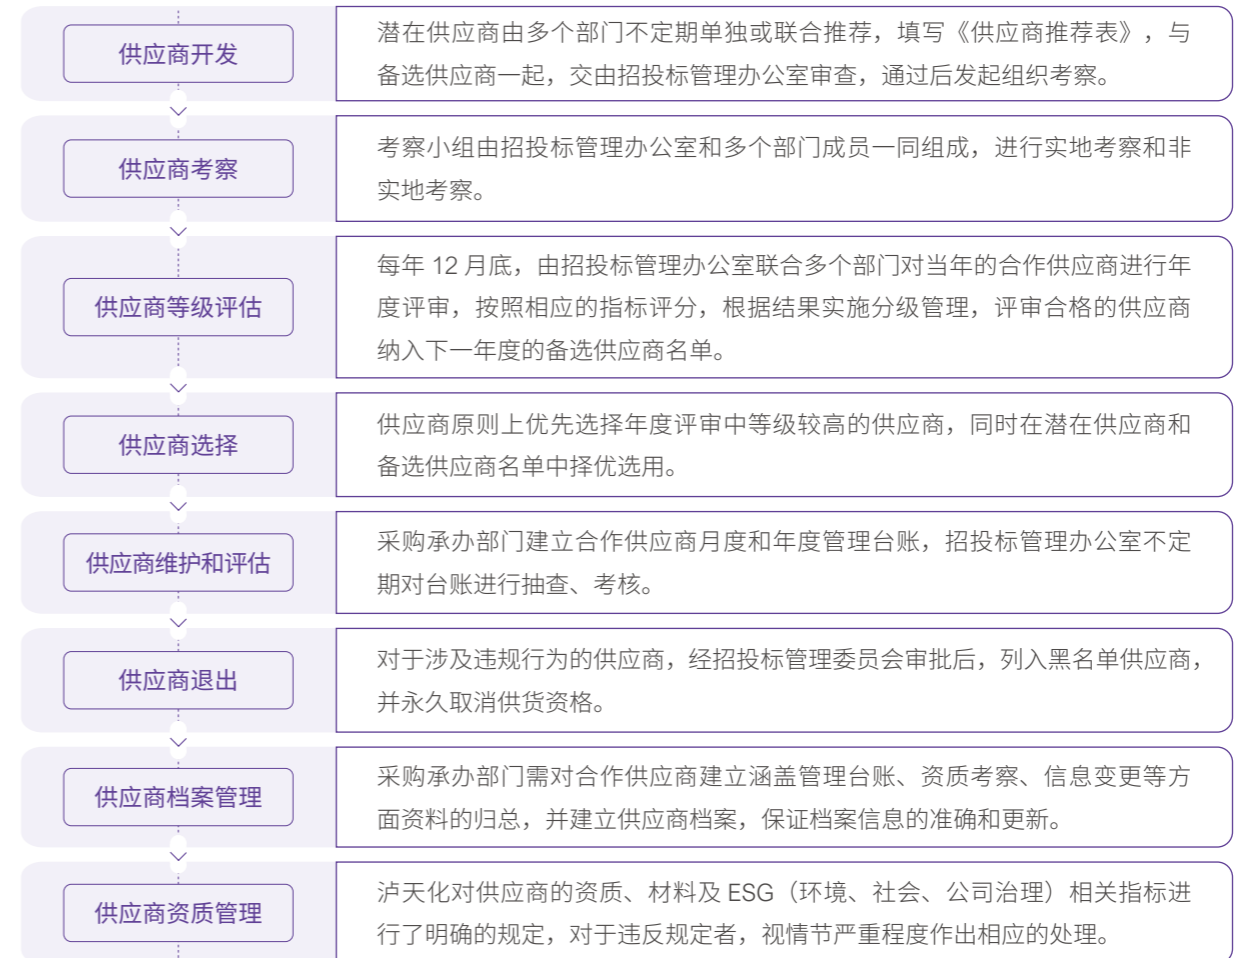 供应商开发
潜在供应商由多个部门不定期单独或联合推荐，填写《供应商推荐表》，与
备选供应商一起，交由招投标管理办公室审查，通过后发起组织考察。
供应商考察
考察小组由招投标管理办公室和多个部门成员一同组成，进行实地考察和非
实地考察。
供应商等级评估
每年 12 月底，由招投标管理办公室联合多个部门对当年的合作供应商进行年
度评审，按照相应的指标评分，根据结果实施分级管理，评审合格的供应商
纳入下一年度的备选供应商名单。
供应商选择
供应商原则上优先选择年度评审中等级较高的供应商，同时在潜在供应商和
备选供应商名单中择优选用。
供应商维护和评估
采购承办部门建立合作供应商月度和年度管理台账，招投标管理办公室不定
期对台账进行抽查、考核。
供应商退出
对于涉及违规行为的供应商，经招投标管理委员会审批后，列入黑名单供应商，
并永久取消供货资格。
供应商档案管理
采购承办部门需对合作供应商建立涵盖管理台账、资质考察、信息变更等方
面资料的归总，并建立供应商档案，保证档案信息的准确和更新。
供应商资质管理
泸天化对供应商的资质、材料及 ESG（环境、社会、公司治理）相关指标进
行了明确的规定，对于违反规定者，视情节严重程度作出相应的处理。